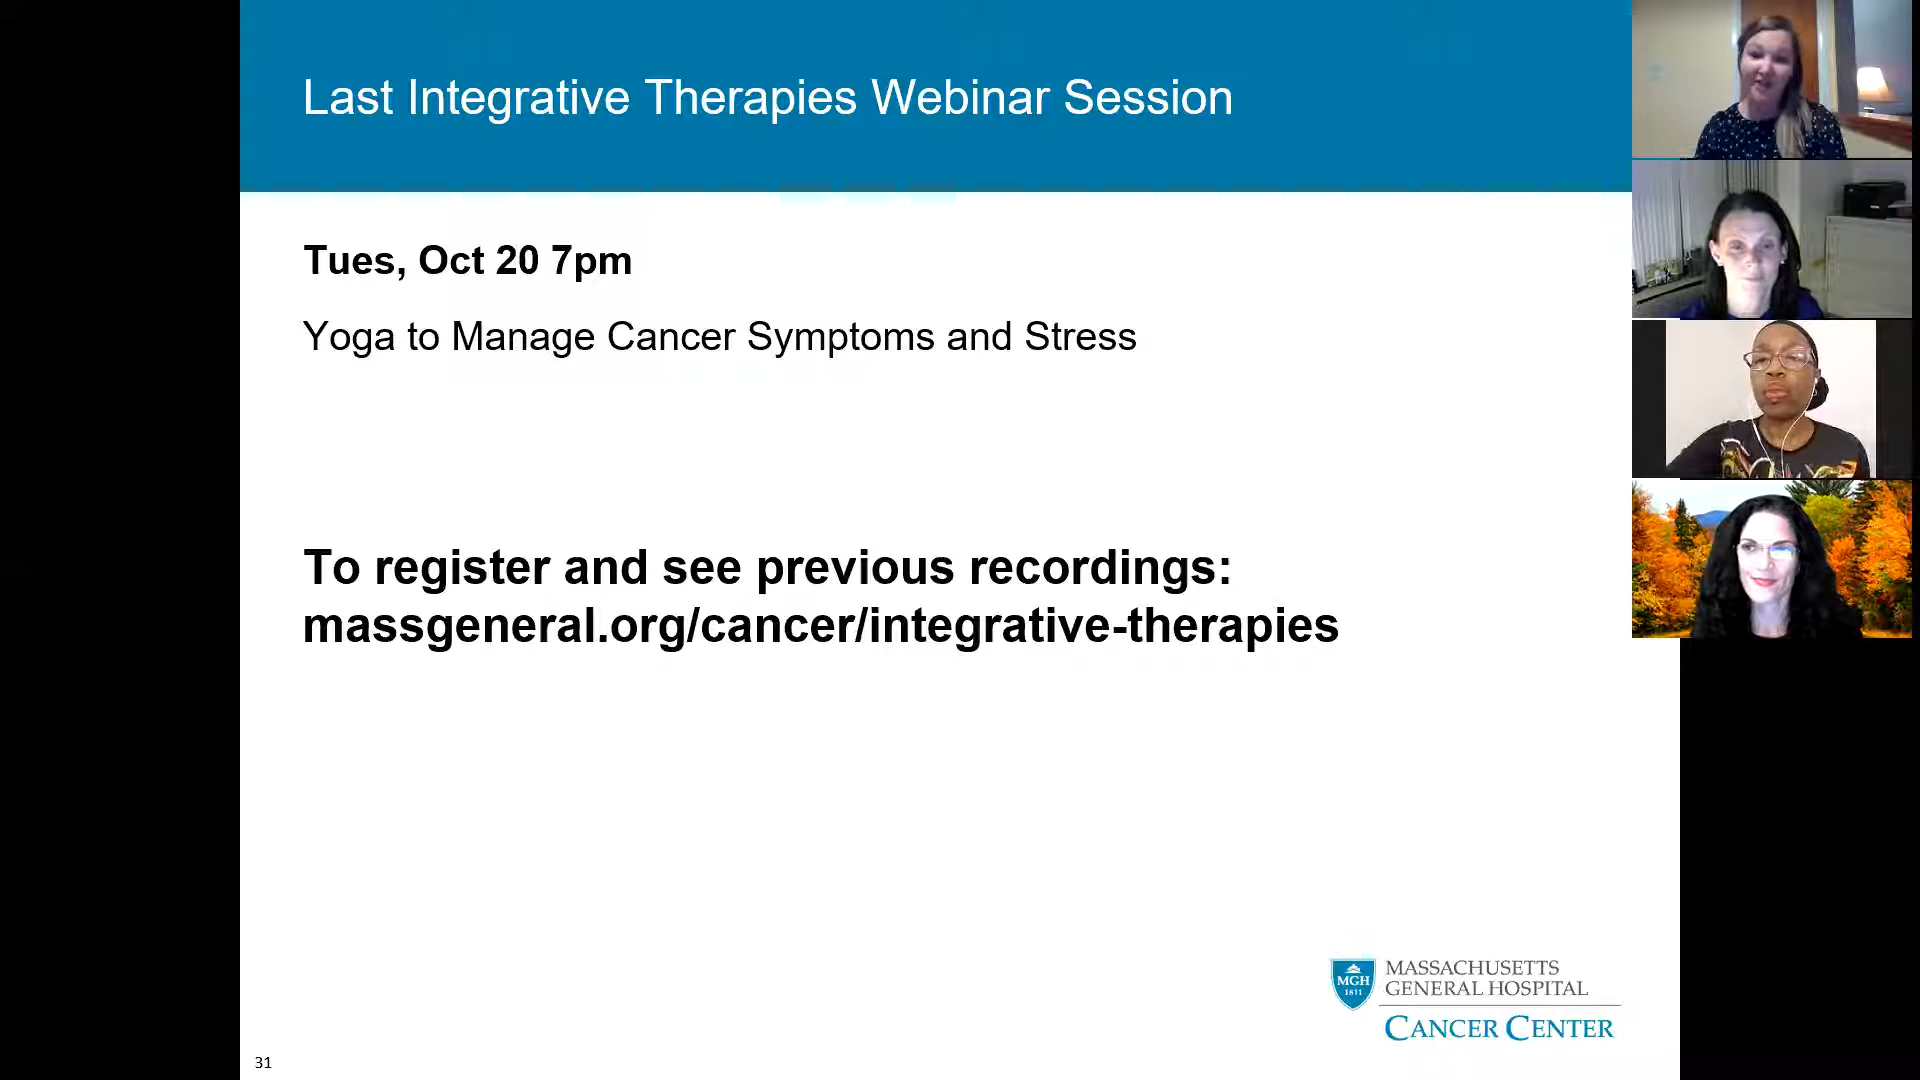 Last Integrative Therapies Webinar Session
Tues, Oct 20 7pm
Yoga to Manage Cancer Symptoms and Stress
To register and see previous recordings:
massgeneral.org/cancer/integrative-therapies
MGH
1811
MASSACHUSETTS
GENERAL HOSPITAL
CANCER CENTER
31